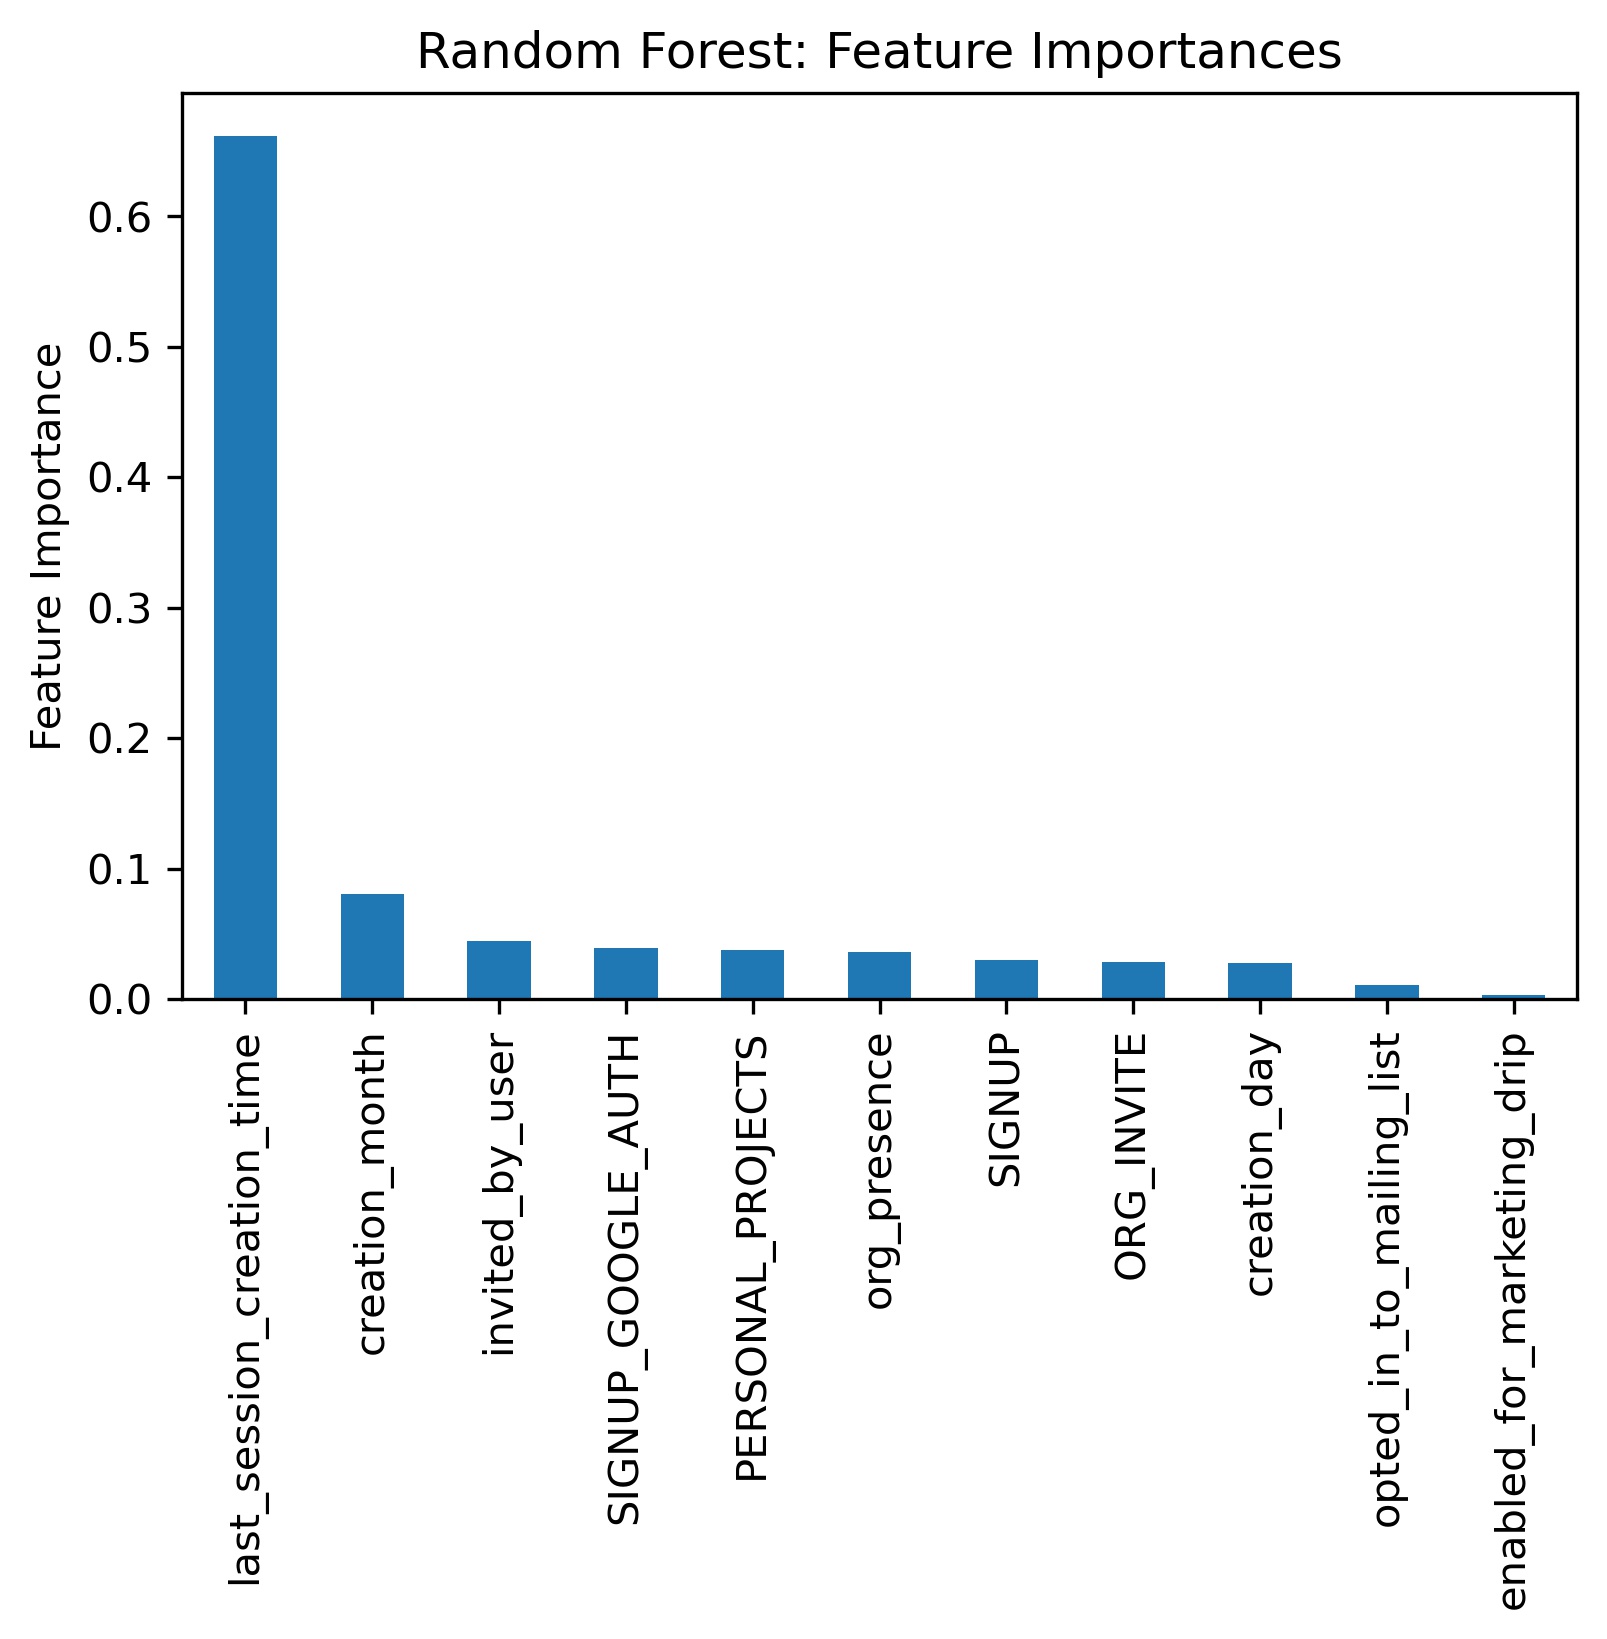 Random Forest: Feature Importances
Feature Importance
0.6
0.5
0.4
0.3
0.2
0.1
0.0
last_session_creation_time
creation_month
invited_by_user
SIGNUP_GOOGLE_AUTH
PERSONAL_PROJECTS
org_presence
SIGNUP
ORG_INVITE
creation_day
opted_in_to_mailing_list
enabled_for_marketing_drip